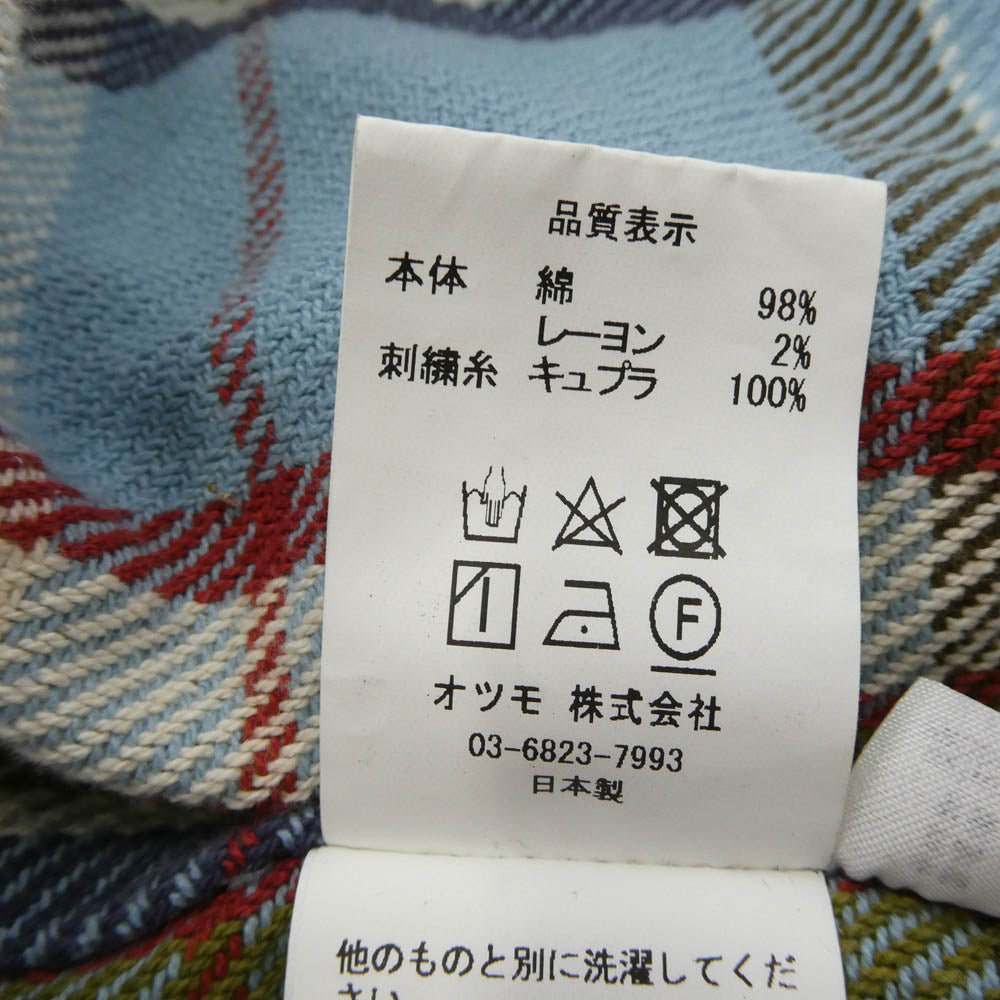 品質表示
本体 綿 98%
レーヨン 2%
刺繍糸 キュプラ 100%
F
オツモ 株式会社
03-6823-7993
日本製
他のものと別に洗濯してくだ
さい